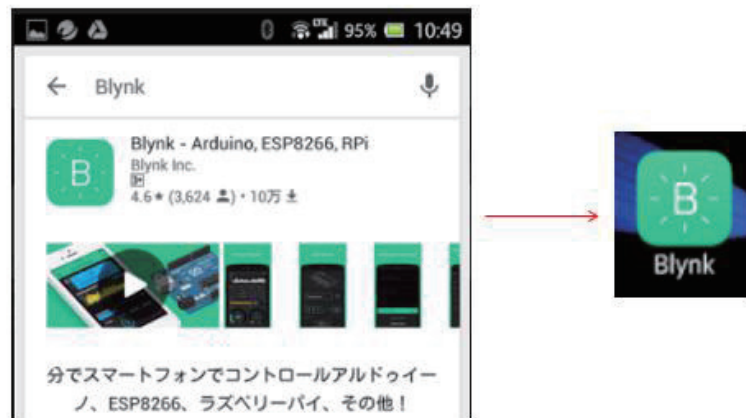 LTE 95% 10:49
Blynk
Blynk - Arduino, ESP8266, RPi
Blynk Inc.
3+
4.6★ (3,624 ) • 10万
B
分でスマートフォンでコントロールアルドゥイー
ノ、ESP8266、ラズベリーパイ、その他！
B
Blynk